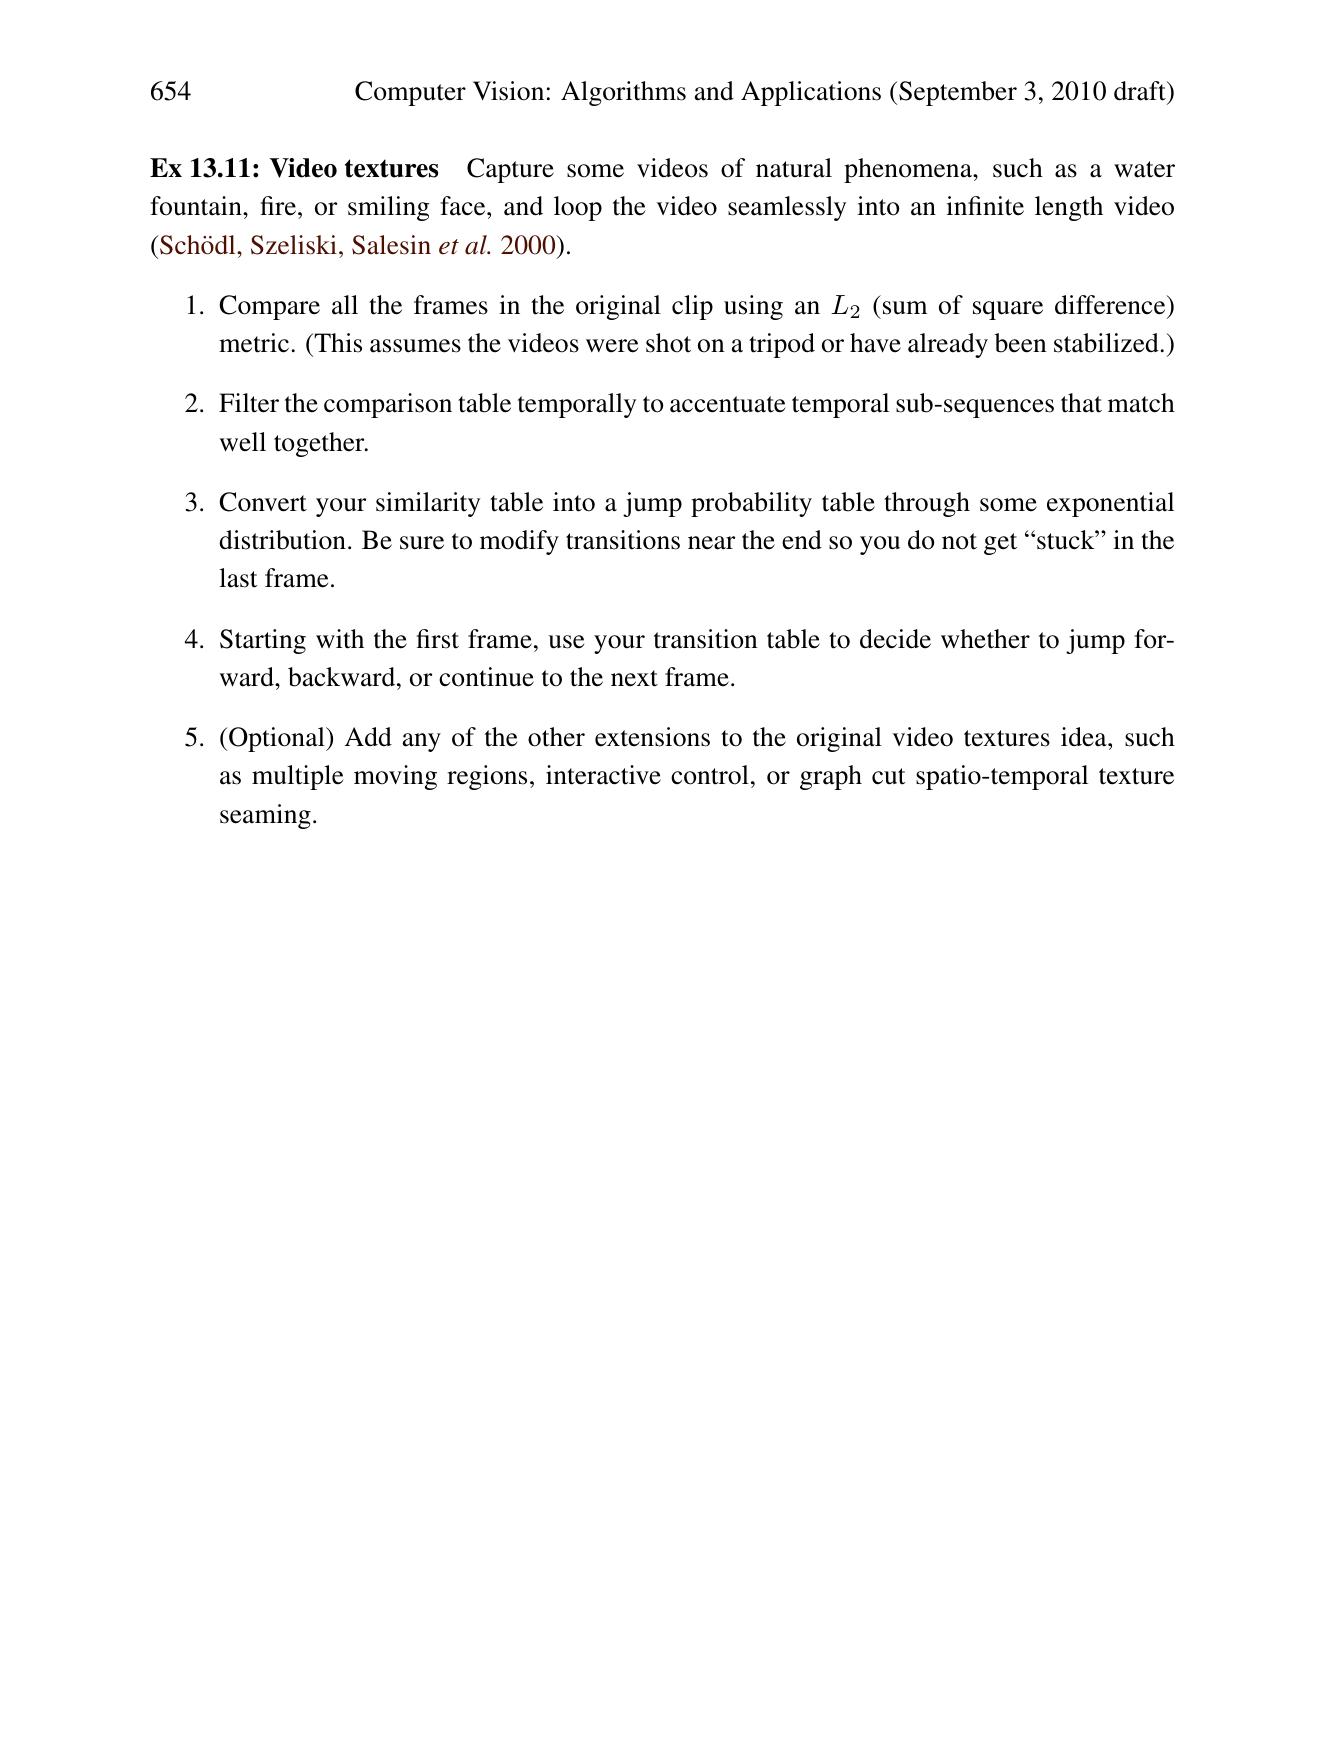 654 Computer Vision: Algorithms and Applications (September 3, 2010 draft)
Ex 13.11: Video textures Capture some videos of natural phenomena, such as a water
fountain, fire, or smiling face, and loop the video seamlessly into an infinite length video
(Schödl, Szeliski, Salesin et al. 2000).
1. Compare all the frames in the original clip using an L2 (sum of square difference)
metric. (This assumes the videos were shot on a tripod or have already been stabilized.)
2. Filter the comparison table temporally to accentuate temporal sub-sequences that match
well together.
3. Convert your similarity table into a jump probability table through some exponential
distribution. Be sure to modify transitions near the end so you do not get “stuck” in the
last frame.
4. Starting with the first frame, use your transition table to decide whether to jump for-
ward, backward, or continue to the next frame.
5. (Optional) Add any of the other extensions to the original video textures idea, such
as multiple moving regions, interactive control, or graph cut spatio-temporal texture
seaming.